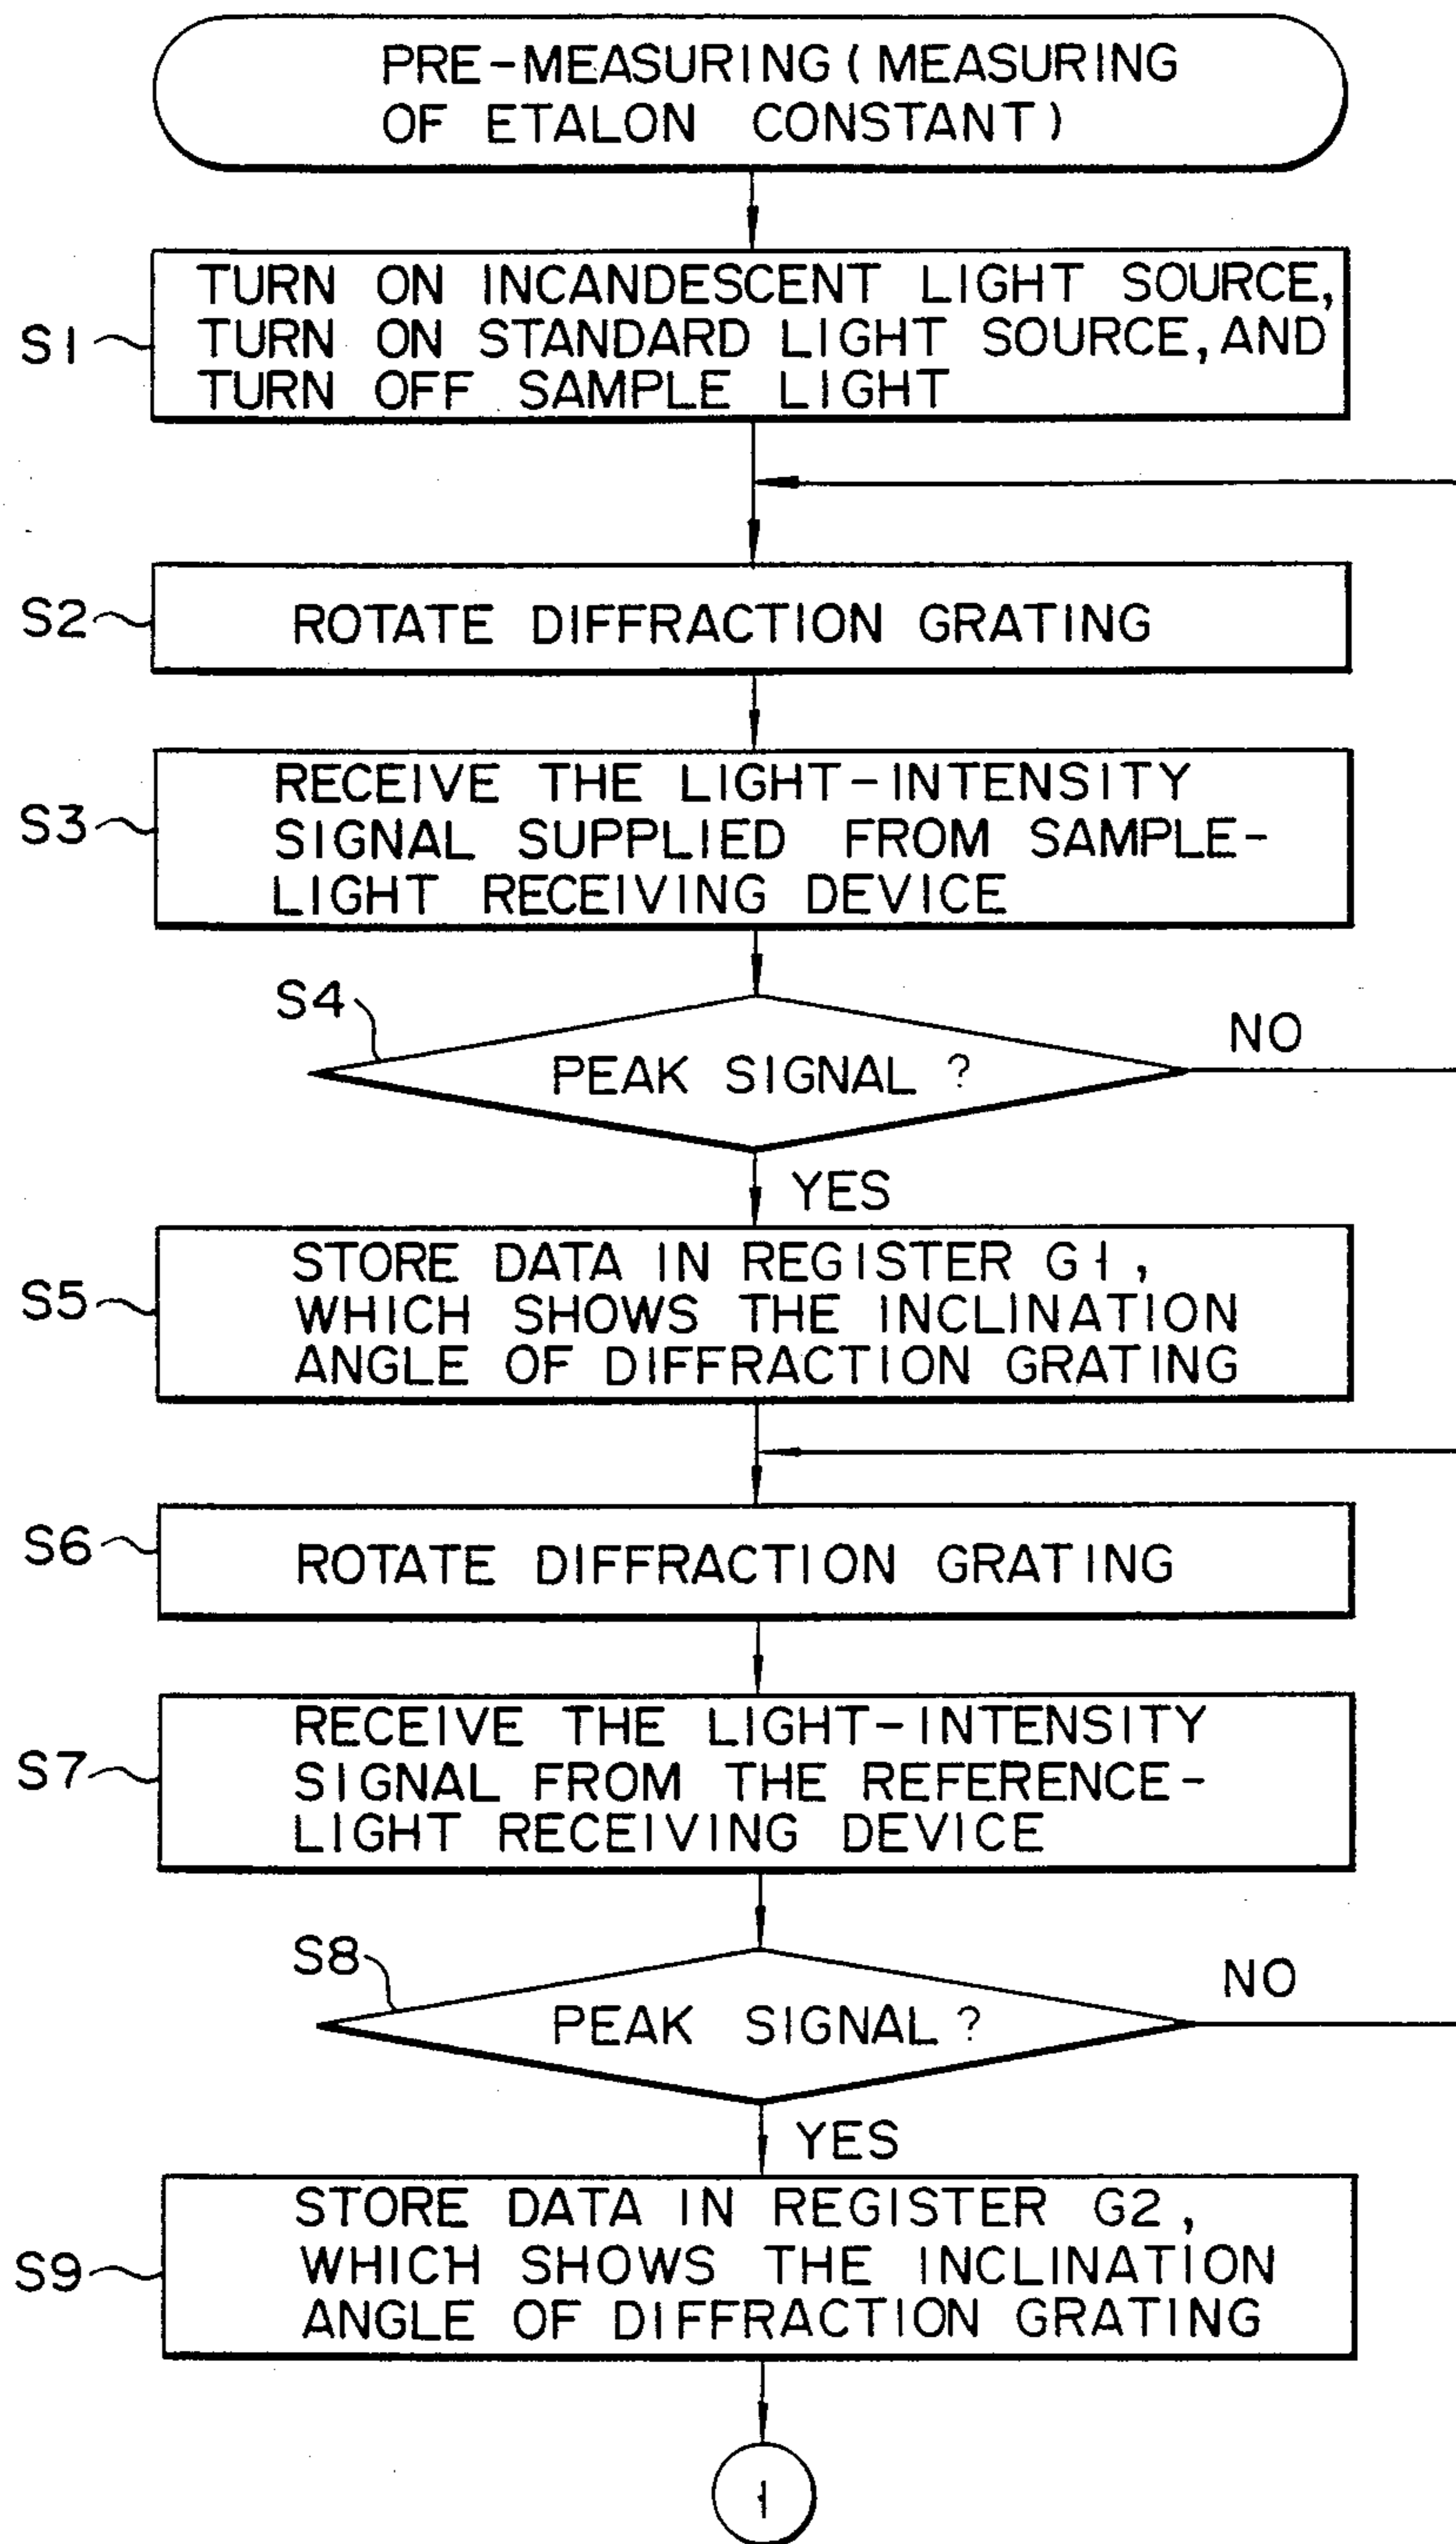 PRE-MEASURING (MEASURING
OF ETALON CONSTANT)
S1
TURN ON INCANDESCENT LIGHT SOURCE,
TURN ON STANDARD LIGHT SOURCE, AND
TURN OFF SAMPLE LIGHT
S2
ROTATE DIFFRACTION GRATING
S3
RECEIVE THE LIGHT-INTENSITY
SIGNAL SUPPLIED FROM SAMPLE-
LIGHT RECEIVING DEVICE
S4
PEAK SIGNAL ?
NO
YES
S5
STORE DATA IN REGISTER G1,
WHICH SHOWS THE INCLINATION
ANGLE OF DIFFRACTION GRATING
S6
ROTATE DIFFRACTION GRATING
S7
RECEIVE THE LIGHT-INTENSITY
SIGNAL FROM THE REFERENCE-
LIGHT RECEIVING DEVICE
S8
PEAK SIGNAL ?
NO
YES
S9
STORE DATA IN REGISTER G2,
WHICH SHOWS THE INCLINATION
ANGLE OF DIFFRACTION GRATING
1